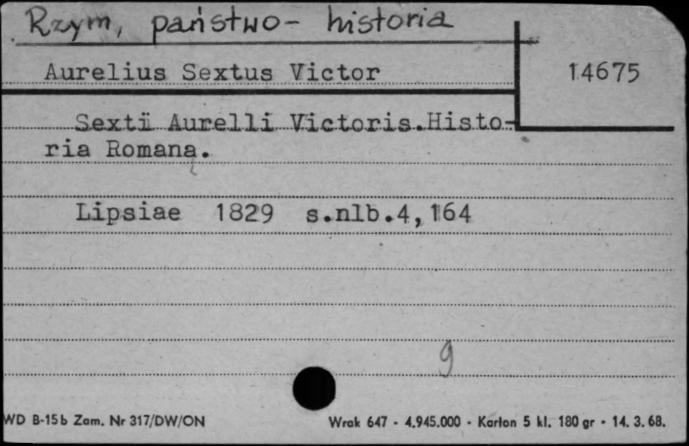 Rzym, państwo- historia
Aurelius Sextus Victor 14675
Sexti Aurelli Victoris.Histo-
ria Romana.
Lipsiae 1829 s.nlb.4,164
9
WD B-15b Zam. Nr 317/DW/ON Wrak 647 - 4.945.000 - Karton 5 kl. 180 gr - 14. 3. 68.